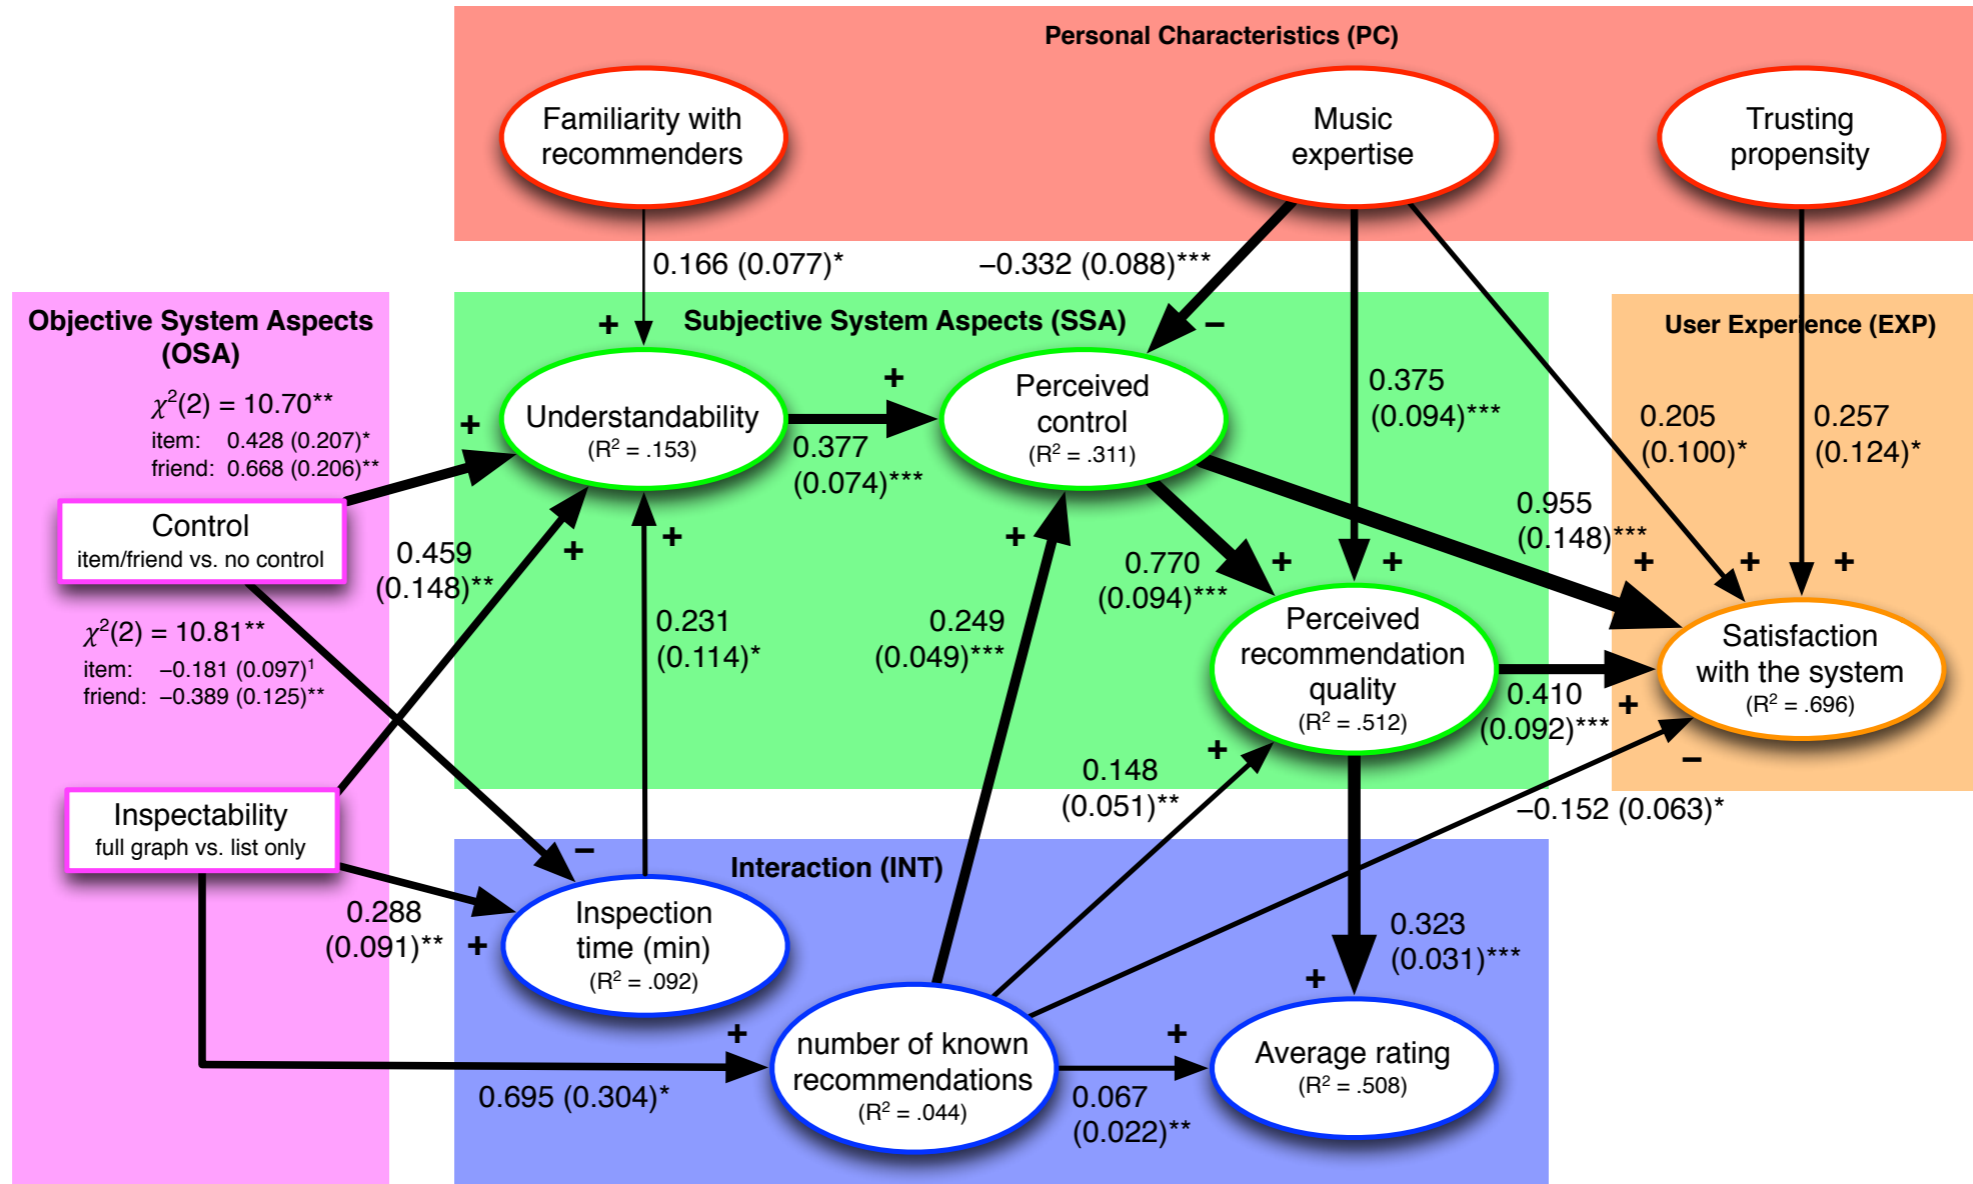 Personal Characteristics (PC)
Familiarity with
recommenders
Music
expertise
Trusting
propensity
0.166 (0.077)*
−0.332 (0.088)***
Objective System Aspects
(OSA)
χ²(2) = 10.70**
item: 0.428 (0.207)*
friend: 0.668 (0.206)**
Control
item/friend vs. no control
χ²(2) = 10.81**
item: −0.181 (0.097)¹
friend: −0.389 (0.125)**
Inspectability
full graph vs. list only
Subjective System Aspects (SSA)
+
−
+
+
Understandability
(R² = .153)
0.377
(0.074)***
Perceived
control
(R² = .311)
0.375
(0.094)***
0.459
(0.148)**
+
+
0.231
(0.114)*
+
0.249
(0.049)***
0.770
(0.094)***
+
+
Perceived
recommendation
quality
(R² = .512)
0.148
(0.051)**
+
User Experience (EXP)
0.205
(0.100)*
0.257
(0.124)*
0.955
(0.148)***
+
+
+
Satisfaction
with the system
(R² = .696)
0.410
(0.092)***
+
−
−0.152 (0.063)*
Interaction (INT)
−
0.288
(0.091)**
+
Inspection
time (min)
(R² = .092)
0.323
(0.031)***
+
+
0.695 (0.304)*
number of known
recommendations
(R² = .044)
+
0.067
(0.022)**
Average rating
(R² = .508)